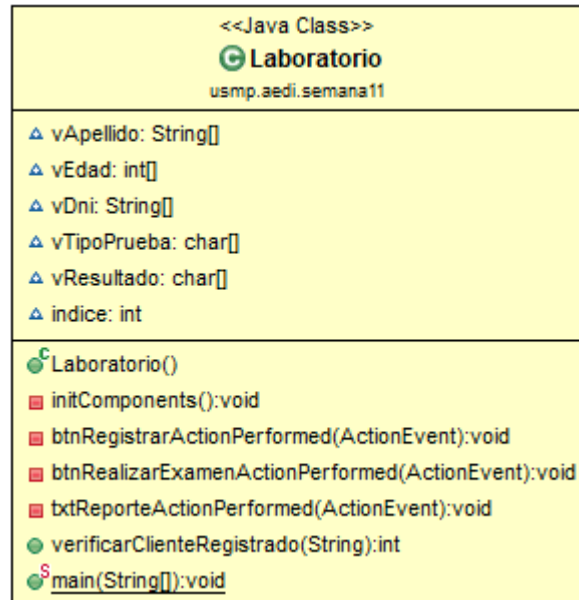 <<Java Class>>
C Laboratorio
usmp.aedi.semana11
vApellido: String[]
vEdad: int[]
vDni: String[]
vTipoPrueba: char[]
vResultado: char[]
indice: int
C Laboratorio()
initComponents():void
btnRegistrarActionPerformed(ActionEvent):void
btnRealizarExamenActionPerformed(ActionEvent):void
txtReporteActionPerformed(ActionEvent):void
verificarClienteRegistrado(String):int
S main(String[]):void